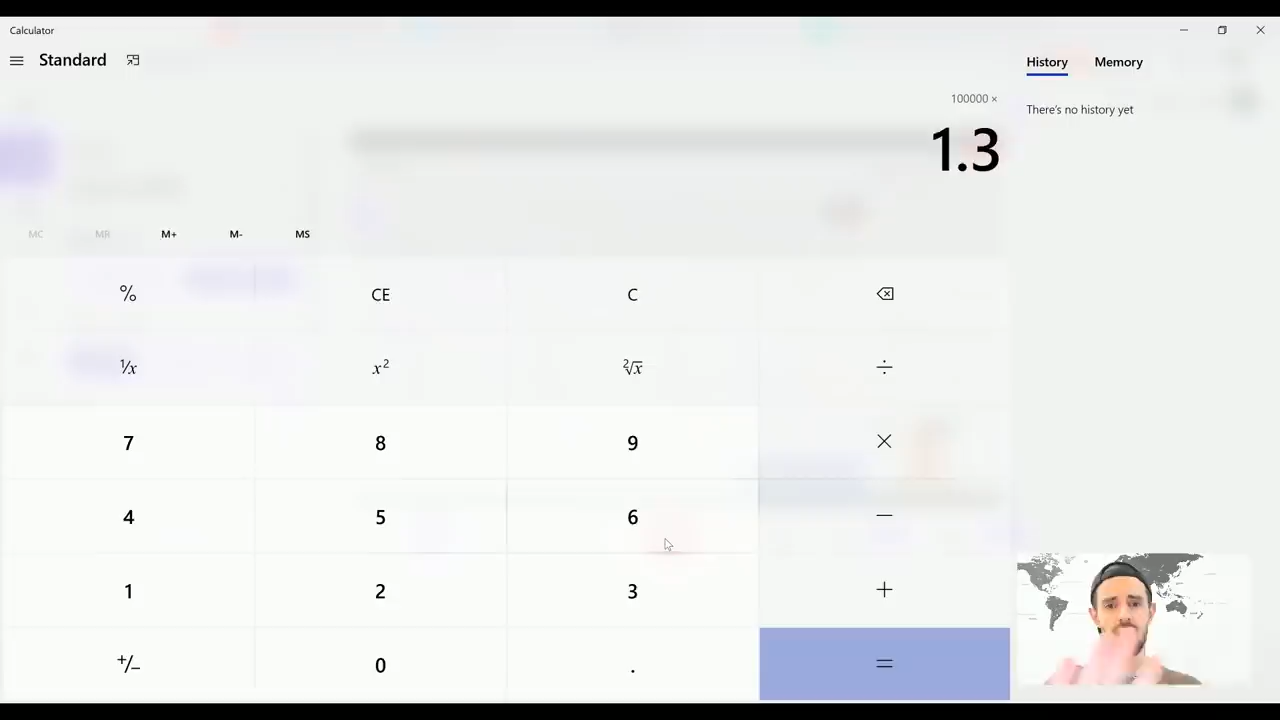 Calculator
Standard
History Memory
100000 ×
There's no history yet
1.3
MC MR M+ M- MS
% CE C
⅟x x² ²√x ÷
7 8 9 ×
4 5 6 −
1 2 3 +
+/− 0 . =